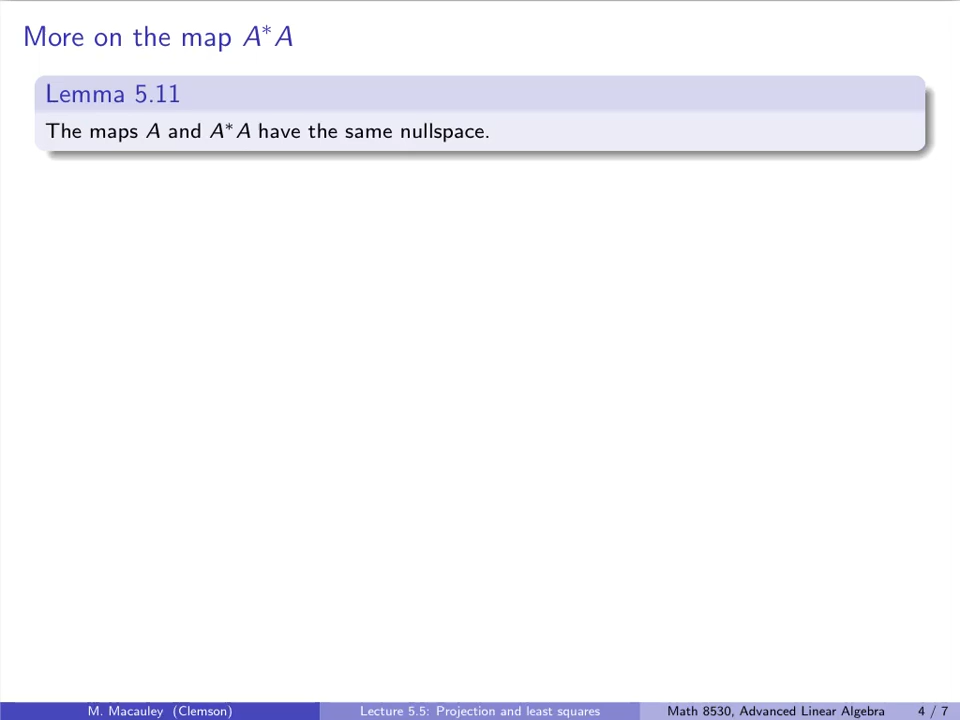 More on the map A*A
Lemma 5.11
The maps A and A*A have the same nullspace.
M. Macauley (Clemson) Lecture 5.5: Projection and least squares Math 8530, Advanced Linear Algebra 4 / 7